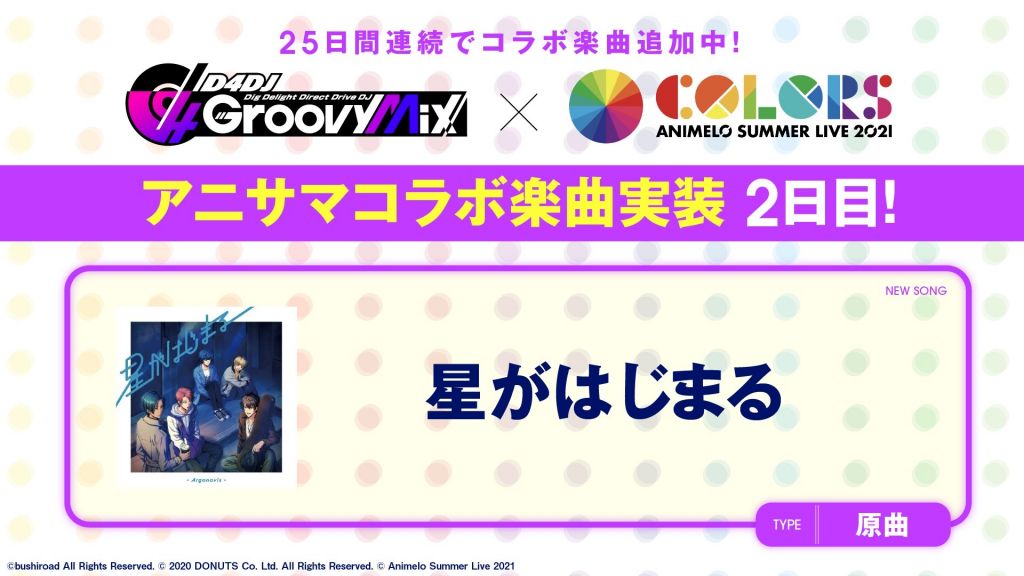 25日間連続でコラボ楽曲追加中!
D4DJ
Dig Delight Direct Drive DJ
GroovyMix
×
COLORS
ANIMELO SUMMER LIVE 2021
アニサマコラボ楽曲実装 2日目!
NEW SONG
星がはじまる
星がはじまる
- Argonavis -
TYPE 原曲
©bushiroad All Rights Reserved. © 2020 DONUTS Co. Ltd. All Rights Reserved. © Animelo Summer Live 2021